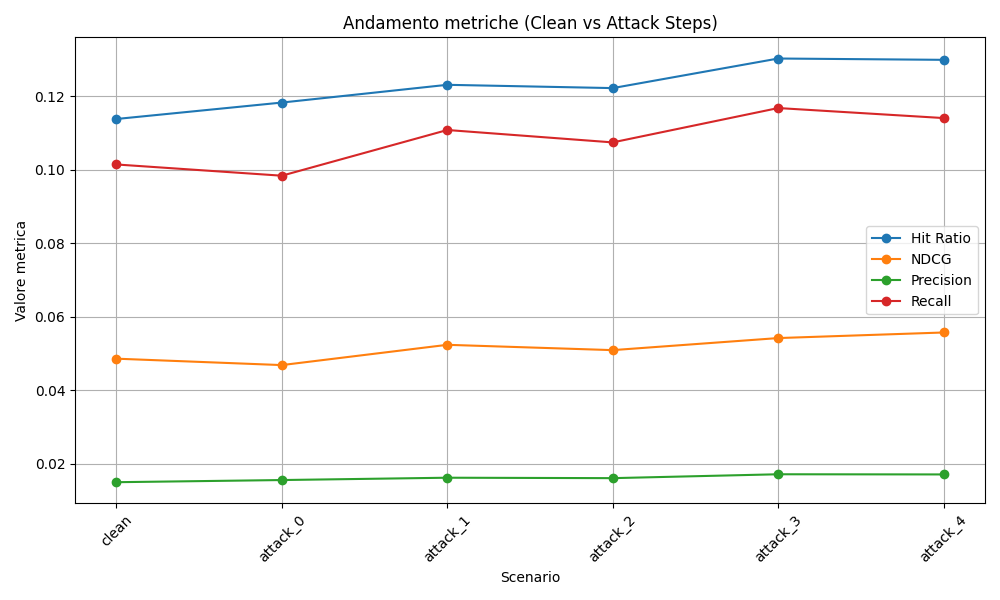 Andamento metriche (Clean vs Attack Steps)
Valore metrica
0.12
0.10
0.08
0.06
0.04
0.02
Hit Ratio
NDCG
Precision
Recall
clean
attack_0
attack_1
attack_2
attack_3
attack_4
Scenario